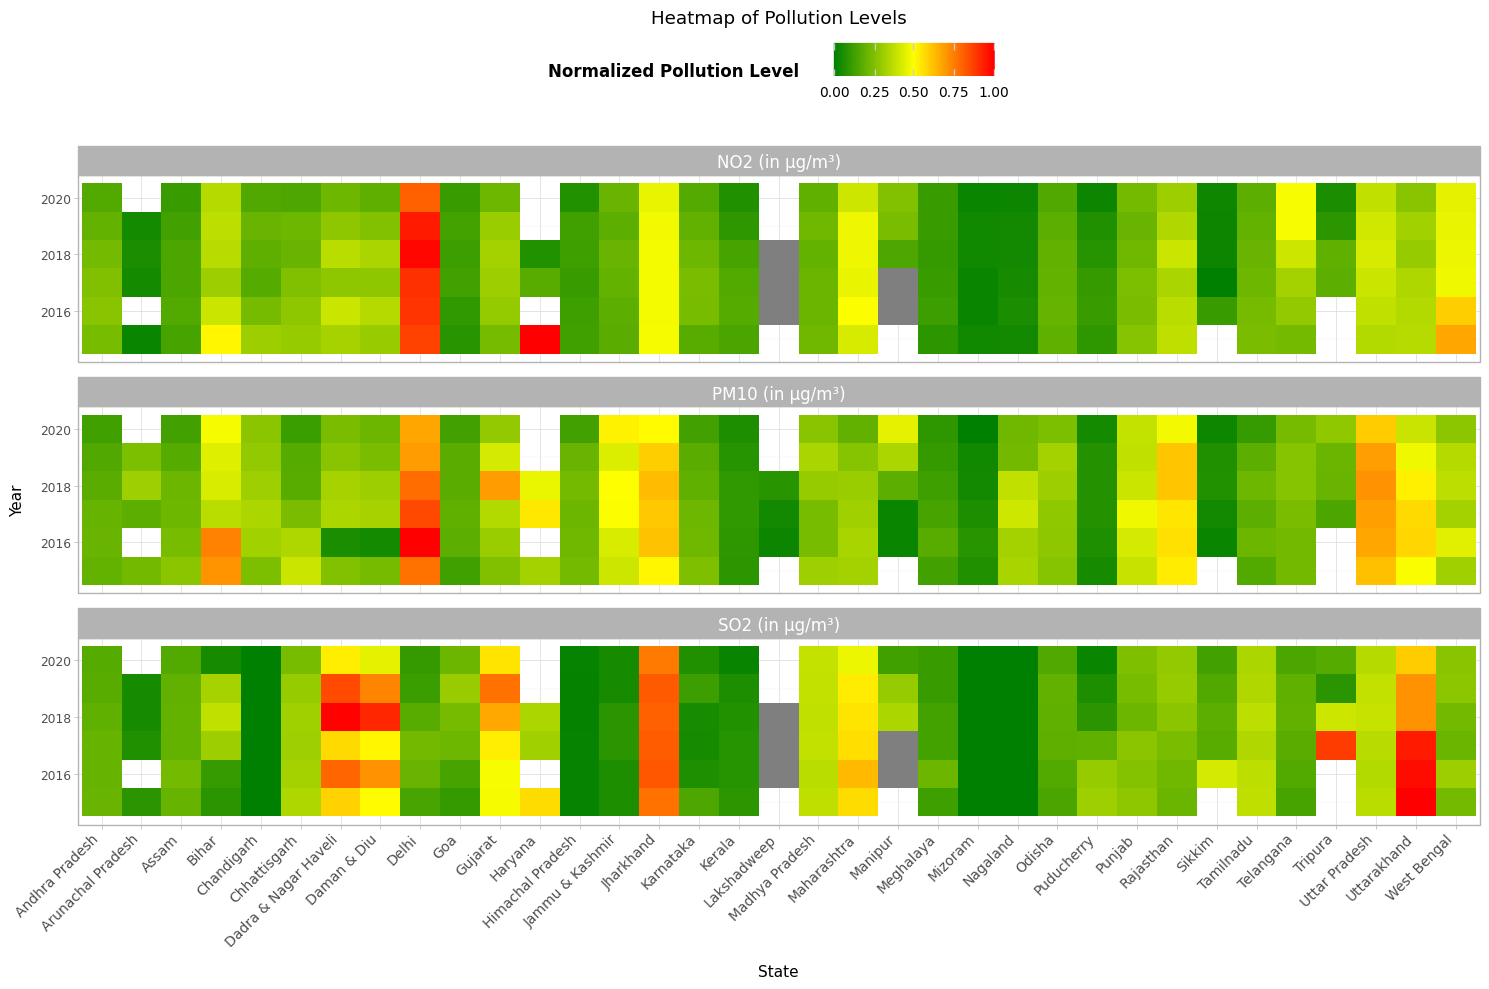 Heatmap of Pollution Levels
Normalized Pollution Level
0.00 0.25 0.50 0.75 1.00
NO2 (in µg/m³)
2020
2018
2016
PM10 (in µg/m³)
2020
2018
2016
Year
SO2 (in µg/m³)
2020
2018
2016
Andhra Pradesh
Arunachal Pradesh
Assam
Bihar
Chandigarh
Chhattisgarh
Dadra & Nagar Haveli
Daman & Diu
Delhi
Goa
Gujarat
Haryana
Himachal Pradesh
Jammu & Kashmir
Jharkhand
Karnataka
Kerala
Lakshadweep
Madhya Pradesh
Maharashtra
Manipur
Meghalaya
Mizoram
Nagaland
Odisha
Puducherry
Punjab
Rajasthan
Sikkim
Tamilnadu
Telangana
Tripura
Uttar Pradesh
Uttarakhand
West Bengal
State